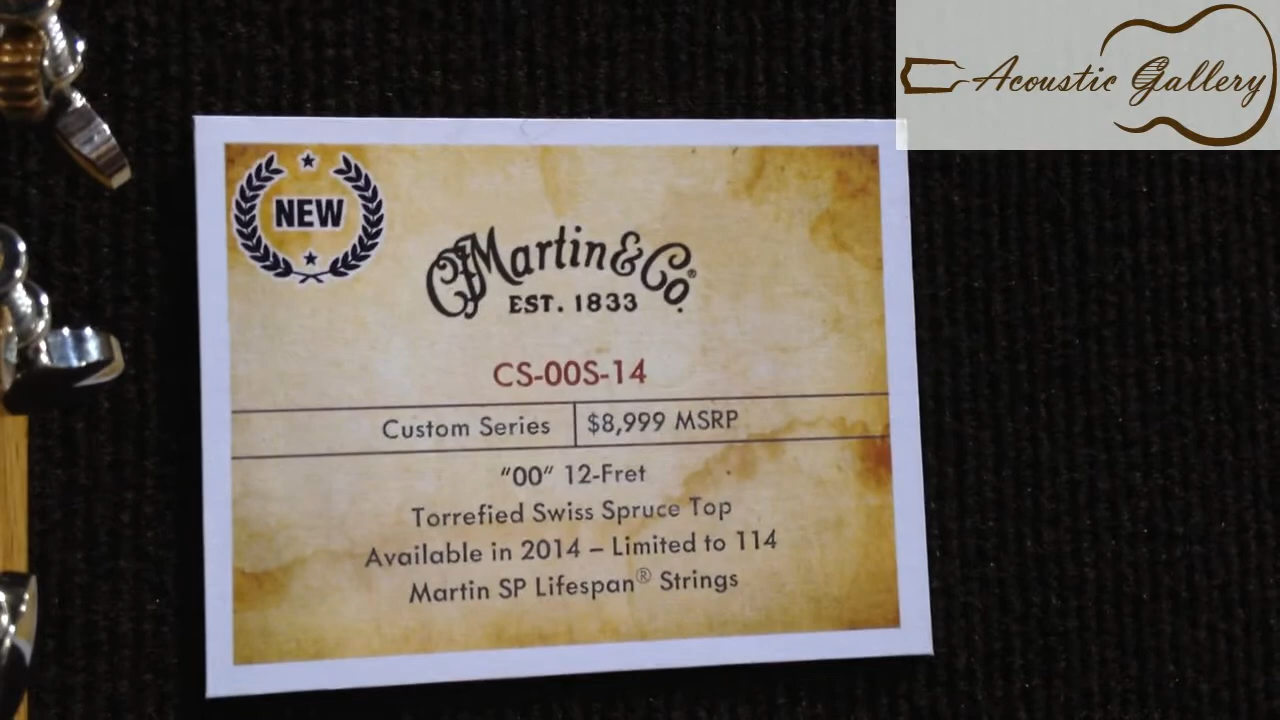 Acoustic Gallery
NEW
CFMartin & Co.®
EST. 1833
CS-00S-14
Custom Series | $8,999 MSRP
"00" 12-Fret
Torrefied Swiss Spruce Top
Available in 2014 – Limited to 114
Martin SP Lifespan® Strings